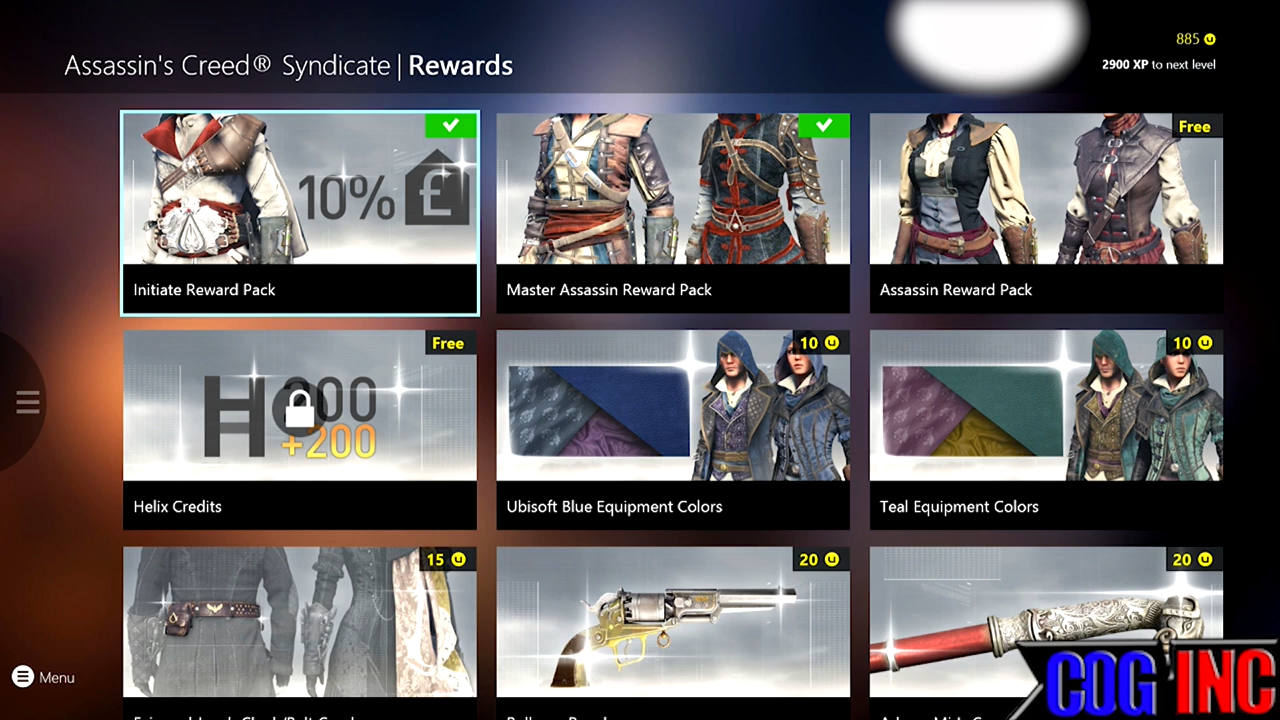 885
Assassin's Creed® Syndicate | Rewards
2900 XP to next level
10% £
Free
Initiate Reward Pack
Master Assassin Reward Pack
Assassin Reward Pack
Free
10
10
H 000
+200
Helix Credits
Ubisoft Blue Equipment Colors
Teal Equipment Colors
15
20
20
Menu
COG INC